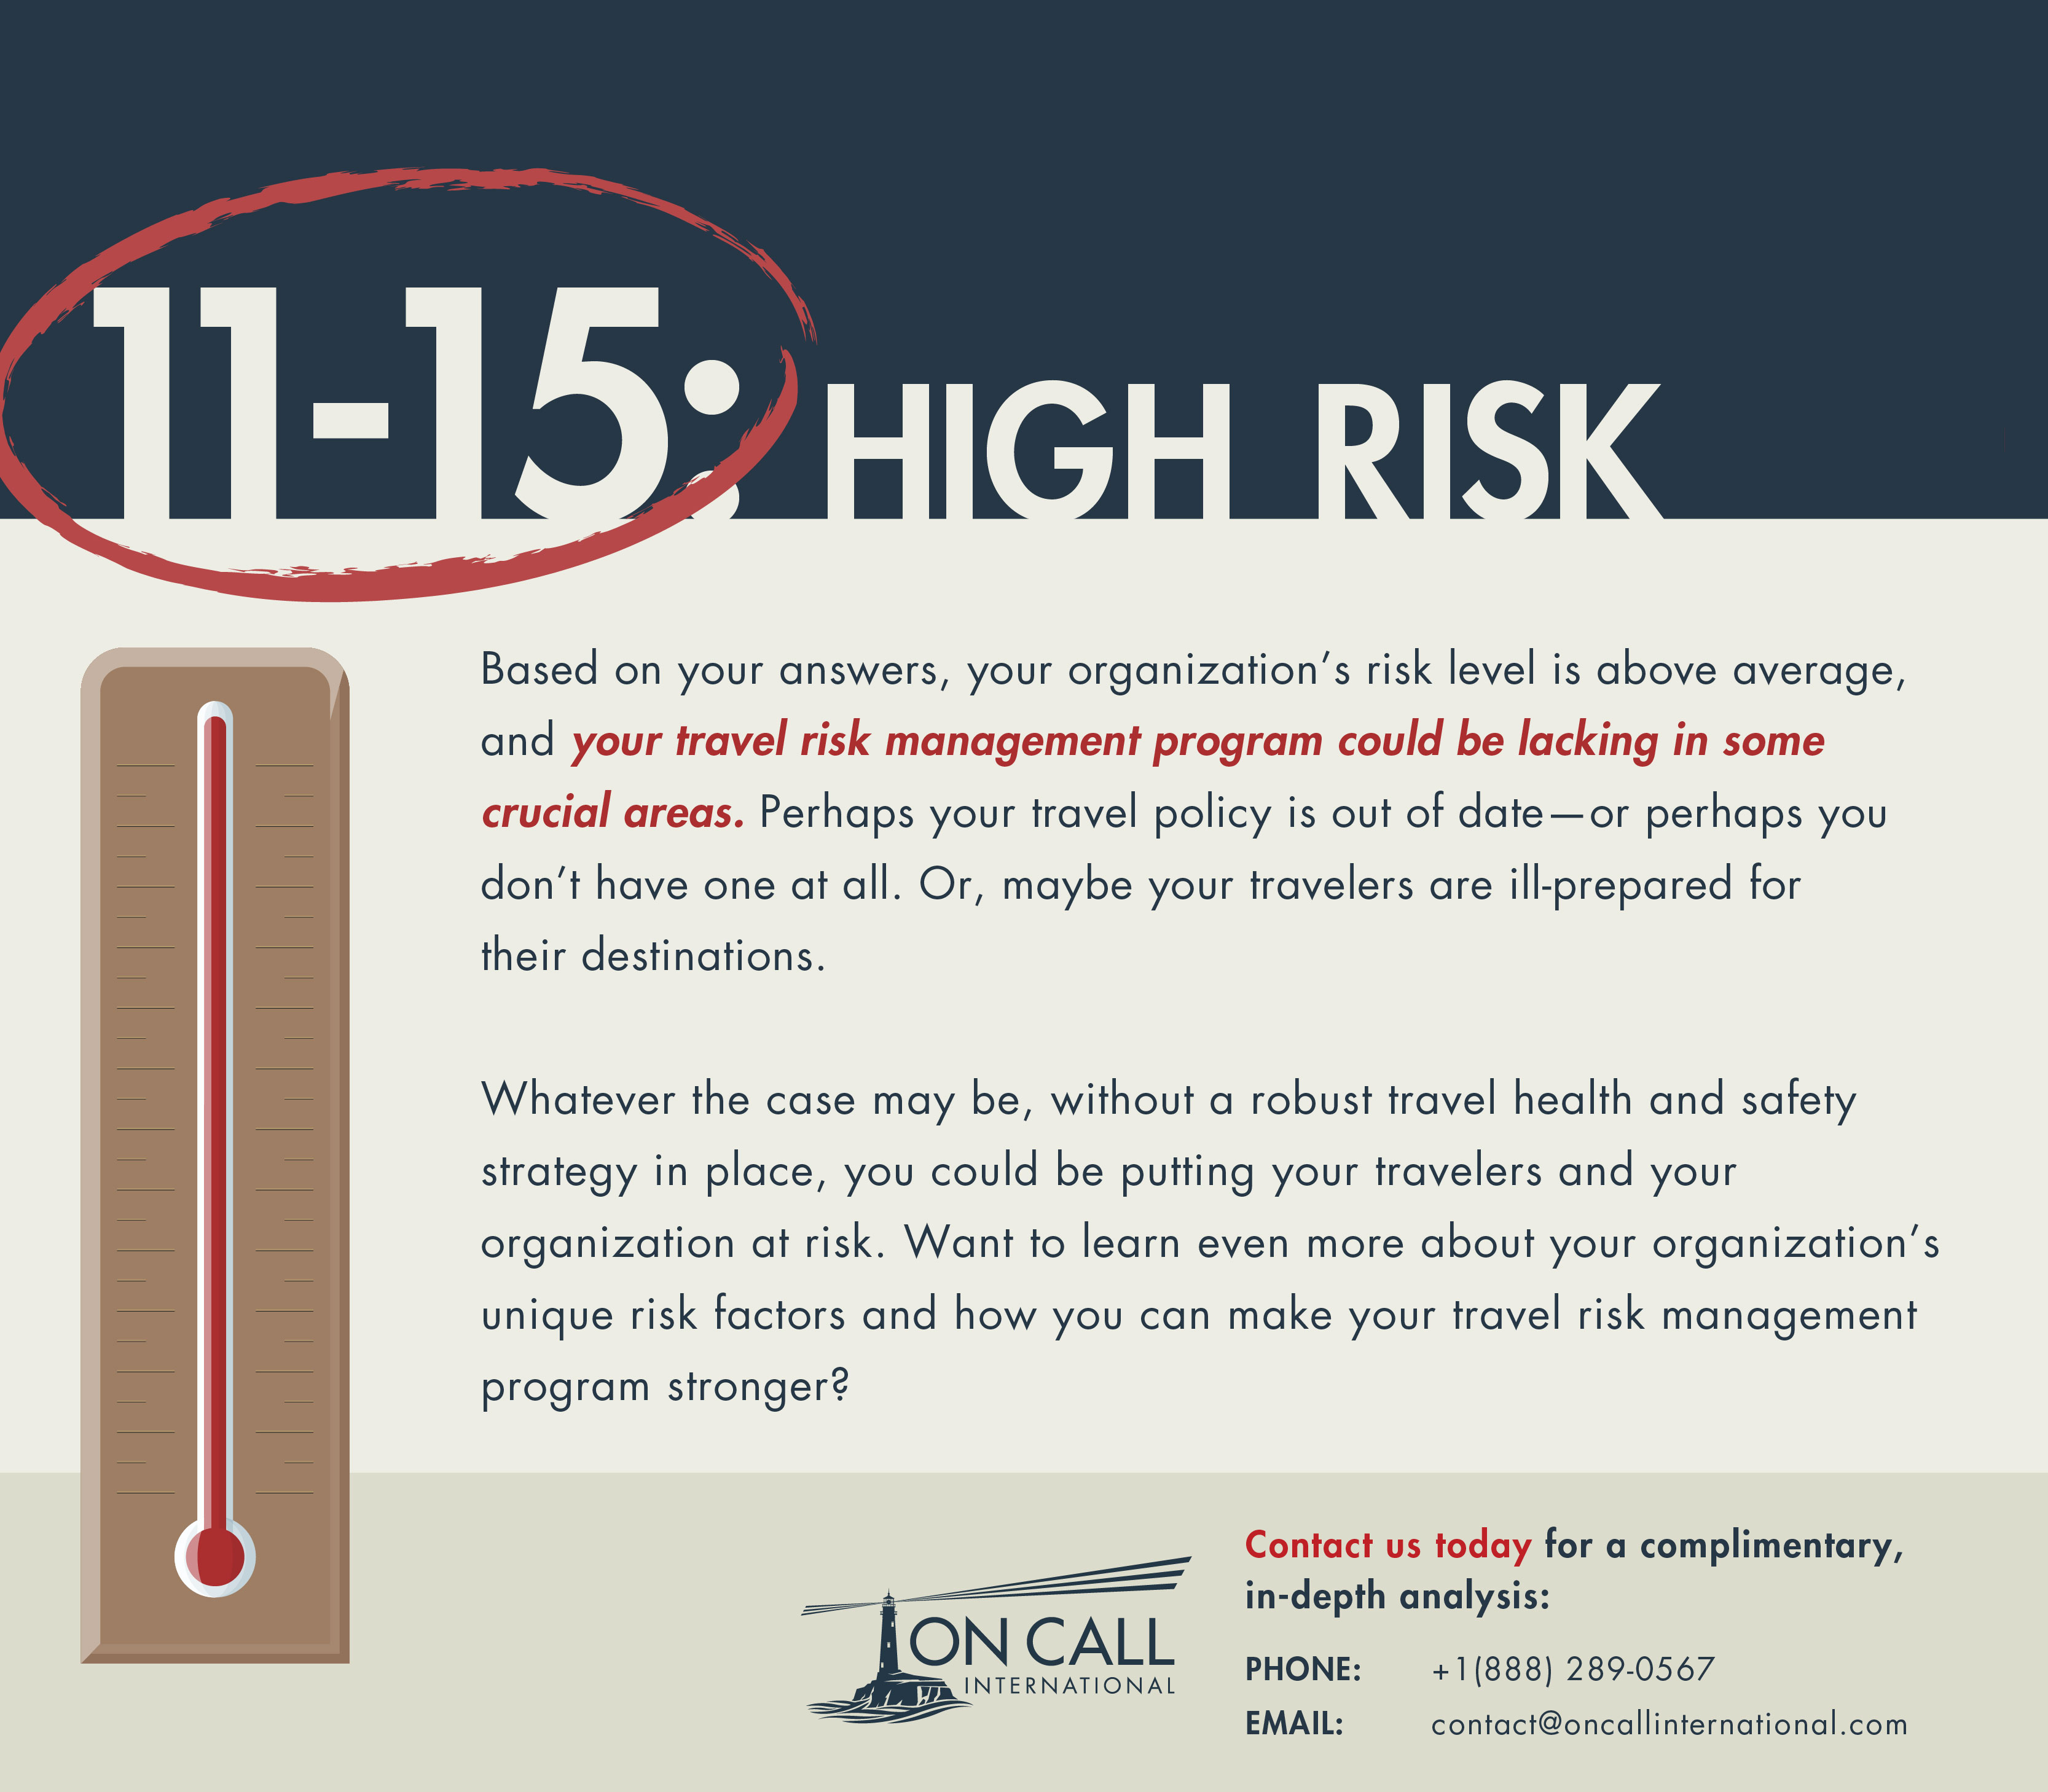 11-15: HIGH RISK
Based on your answers, your organization’s risk level is above average,
and your travel risk management program could be lacking in some
crucial areas. Perhaps your travel policy is out of date—or perhaps you
don’t have one at all. Or, maybe your travelers are ill-prepared for
their destinations.
Whatever the case may be, without a robust travel health and safety
strategy in place, you could be putting your travelers and your
organization at risk. Want to learn even more about your organization’s
unique risk factors and how you can make your travel risk management
program stronger?
ON CALL
INTERNATIONAL
Contact us today for a complimentary,
in-depth analysis:
PHONE: +1(888) 289-0567
EMAIL: contact@oncallinternational.com